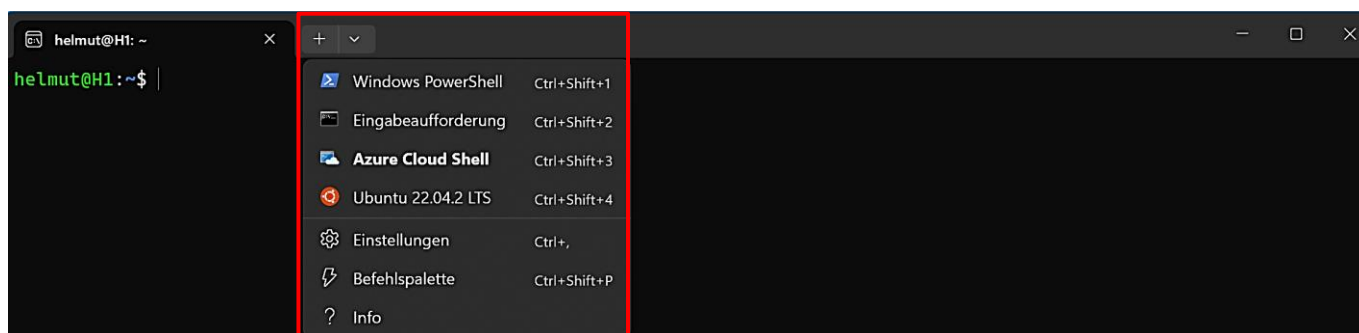 helmut@H1: ~
helmut@H1:~$
Windows PowerShell Ctrl+Shift+1
Eingabeaufforderung Ctrl+Shift+2
Azure Cloud Shell Ctrl+Shift+3
Ubuntu 22.04.2 LTS Ctrl+Shift+4
Einstellungen Ctrl+,
Befehlspalette Ctrl+Shift+P
Info